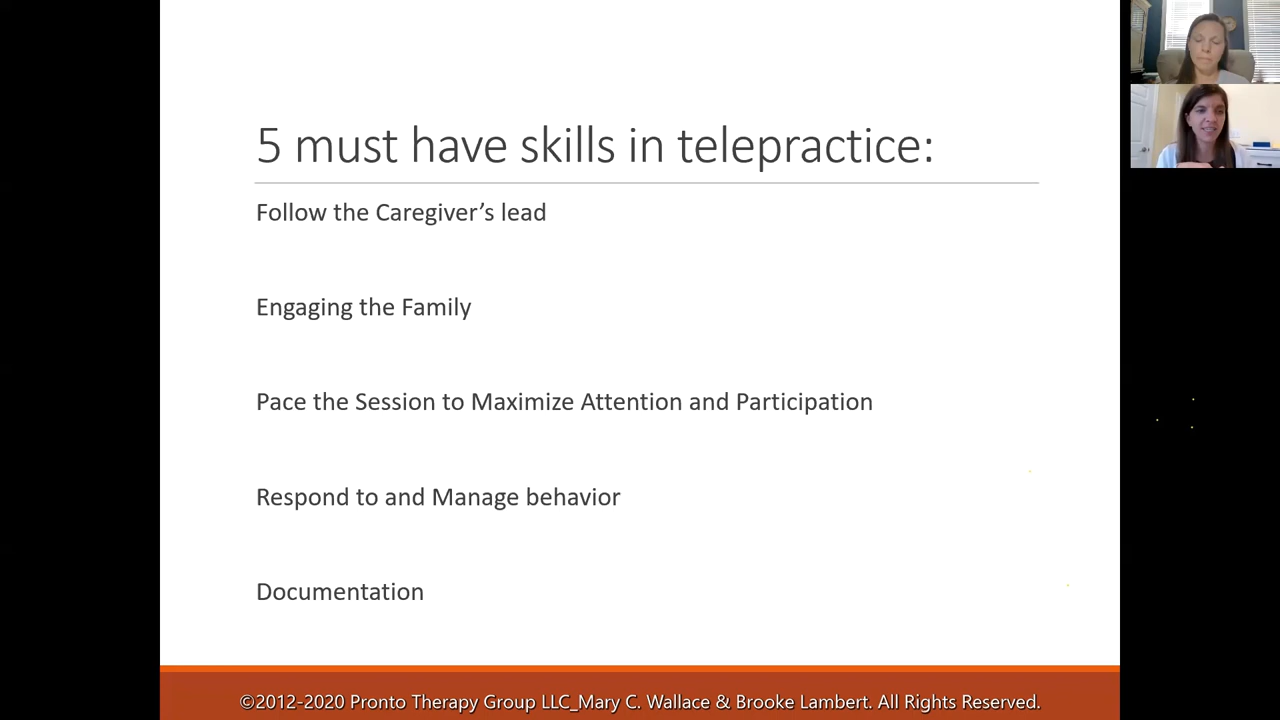 5 must have skills in telepractice:
Follow the Caregiver’s lead
Engaging the Family
Pace the Session to Maximize Attention and Participation
Respond to and Manage behavior
Documentation
©2012-2020 Pronto Therapy Group LLC_Mary C. Wallace & Brooke Lambert. All Rights Reserved.